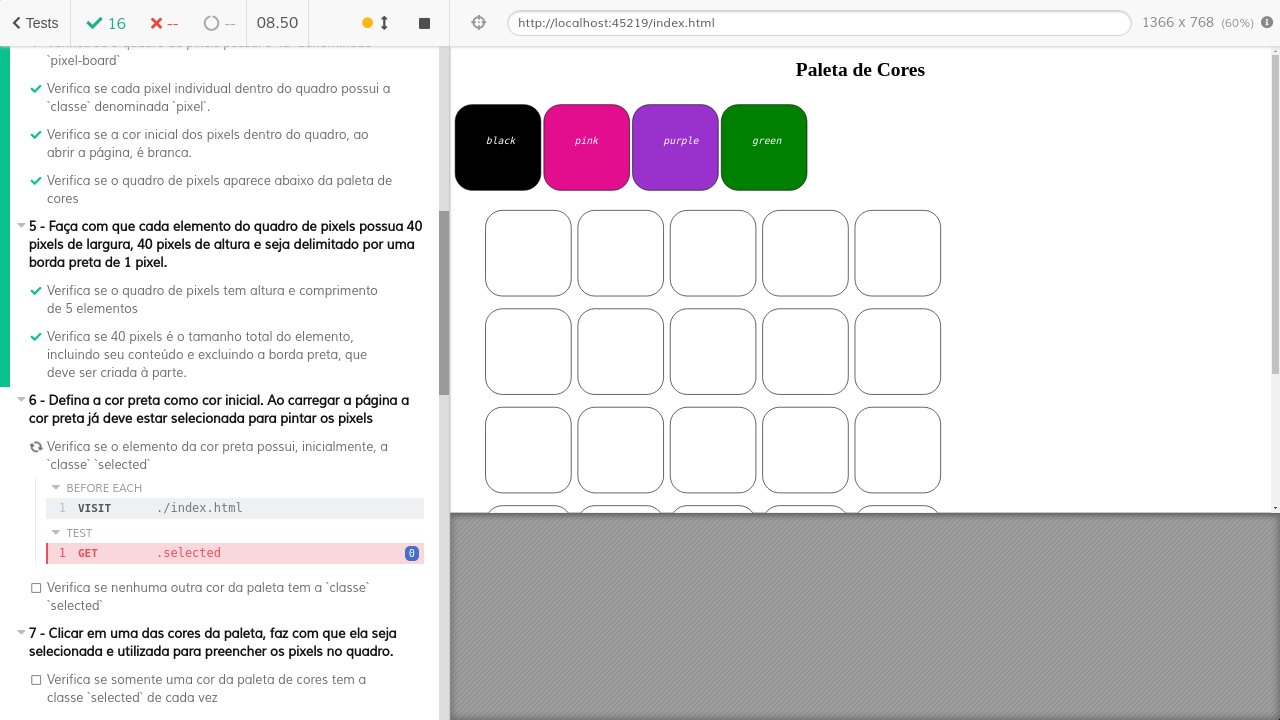 Tests
16
--
--
08.50
http://localhost:45219/index.html
1366 x 768 (60%)
`pixel-board`
Verifica se cada pixel individual dentro do quadro possui a
`classe` denominada `pixel`.
Verifica se a cor inicial dos pixels dentro do quadro, ao
abrir a página, é branca.
Verifica se o quadro de pixels aparece abaixo da paleta de
cores
5 - Faça com que cada elemento do quadro de pixels possua 40
pixels de largura, 40 pixels de altura e seja delimitado por uma
borda preta de 1 pixel.
Verifica se o quadro de pixels tem altura e comprimento
de 5 elementos
Verifica se 40 pixels é o tamanho total do elemento,
incluindo seu conteúdo e excluindo a borda preta, que
deve ser criada à parte.
6 - Defina a cor preta como cor inicial. Ao carregar a página a
cor preta já deve estar selecionada para pintar os pixels
Verifica se o elemento da cor preta possui, inicialmente, a
`classe` `selected`
BEFORE EACH
1 VISIT ./index.html
TEST
1 GET .selected 0
Verifica se nenhuma outra cor da paleta tem a `classe`
`selected`
7 - Clicar em uma das cores da paleta, faz com que ela seja
selecionada e utilizada para preencher os pixels no quadro.
Verifica se somente uma cor da paleta de cores tem a
classe `selected` de cada vez
Paleta de Cores
black pink purple green